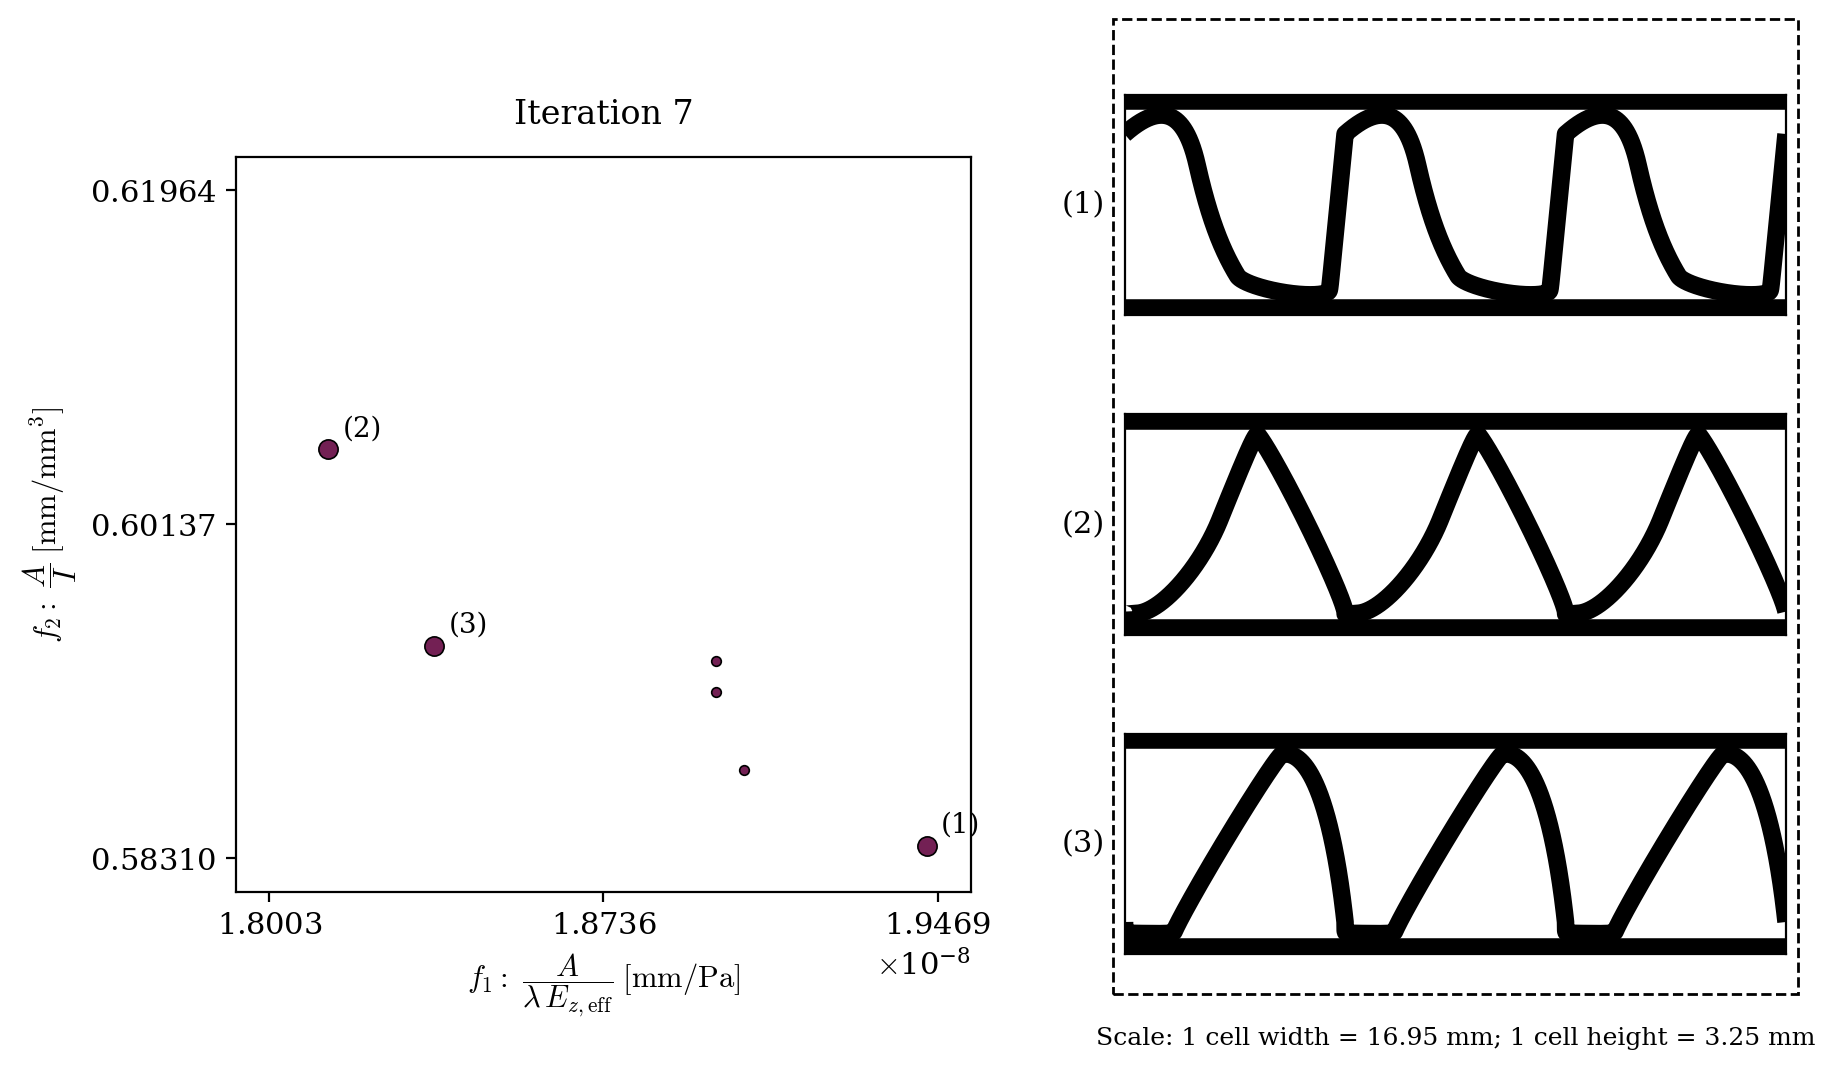 Iteration 7
0.61964
0.60137
0.58310
f₂: A/I [mm/mm³]
(2)
(3)
(1)
1.8003 1.8736 1.9469
×10⁻⁸
f₁: A/(λ E_{z, eff}) [mm/Pa]
(1)
(2)
(3)
Scale: 1 cell width = 16.95 mm; 1 cell height = 3.25 mm